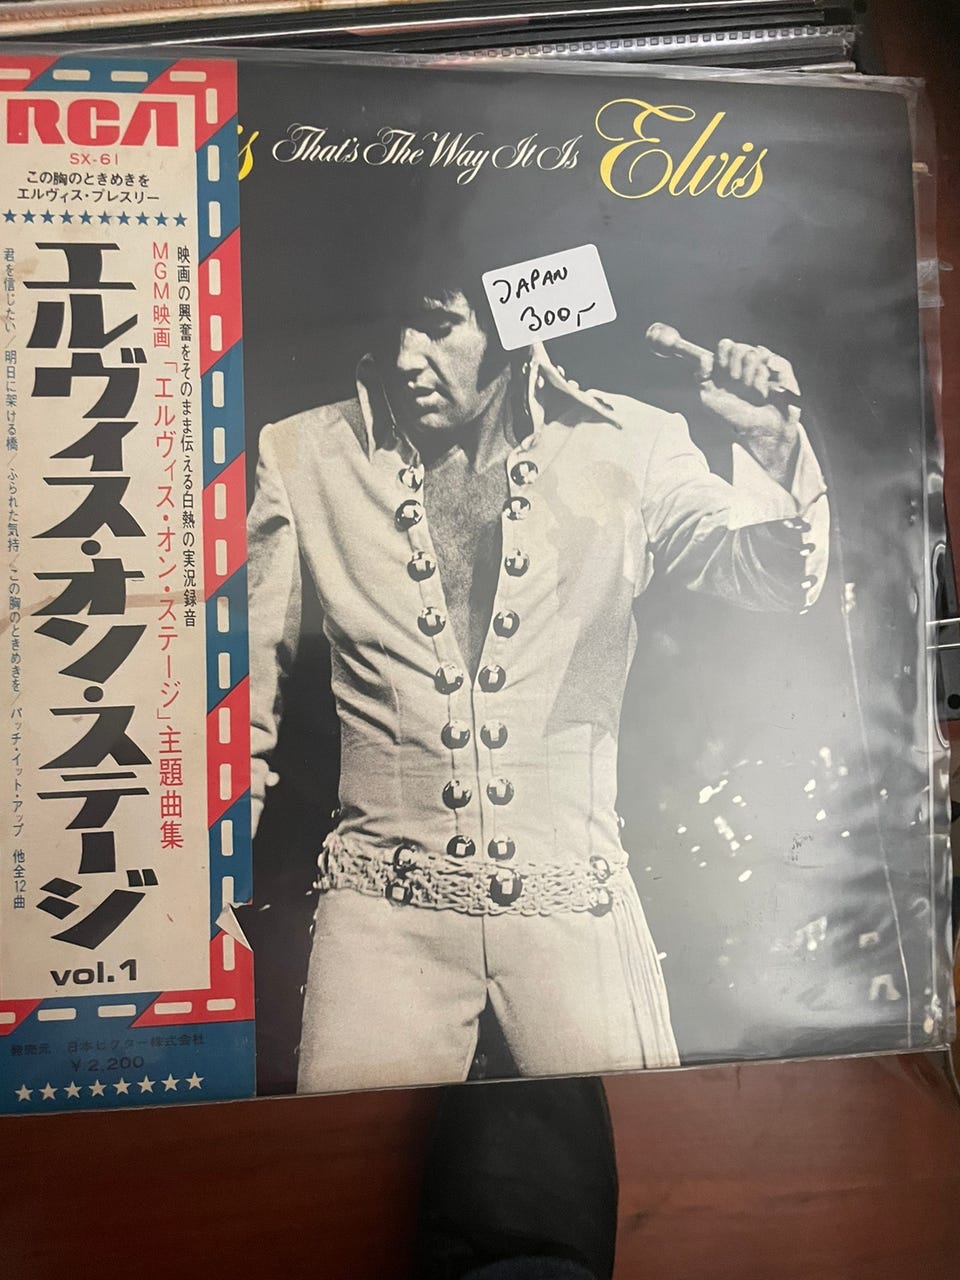 RCA
SX-61
この胸のときめきを
エルヴィス・プレスリー
映画の興奮をそのまま伝える白熱の実況録音
MGM映画「エルヴィス・オン・ステージ」主題曲集
エルヴィス・オン・ステージ
vol.1
君を信じたい/明日に架ける橋/ふられた気持/この胸のときめきを/パッチ・イット・アップ 他全12曲
発売元 日本ビクター株式会社
¥2,200
is That's The Way It Is Elvis
JAPAN
300,-